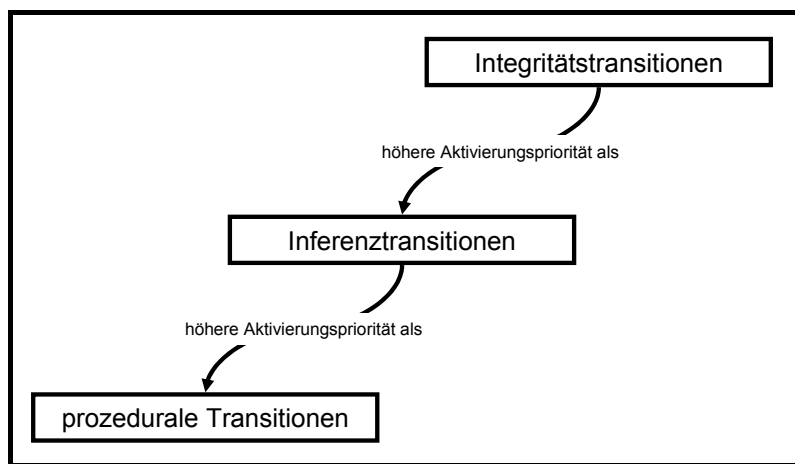 Integritätstransitionen
höhere Aktivierungspriorität als
Inferenztransitionen
höhere Aktivierungspriorität als
prozedurale Transitionen